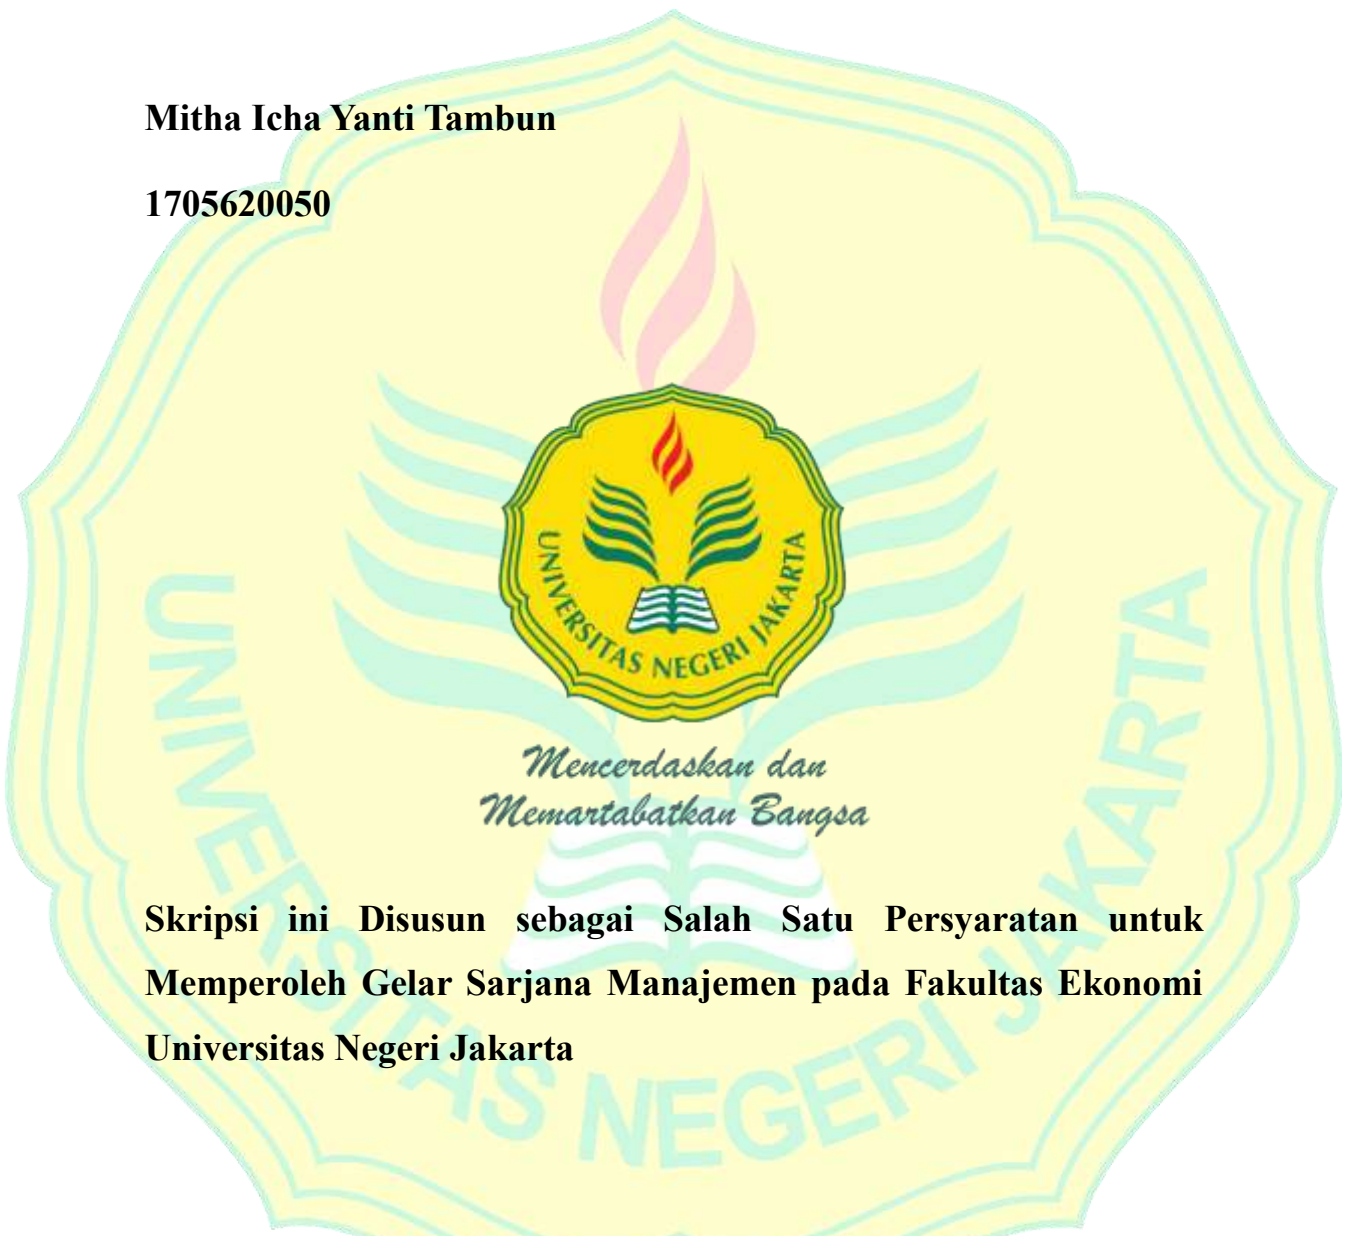 Mitha Icha Yanti Tambun
1705620050
UNIVERSITAS NEGERI JAKARTA
Mencerdaskan dan
Memartabatkan Bangsa
Skripsi ini Disusun sebagai Salah Satu Persyaratan untuk
Memperoleh Gelar Sarjana Manajemen pada Fakultas Ekonomi
Universitas Negeri Jakarta
UNIVERSITAS NEGERI JAKARTA